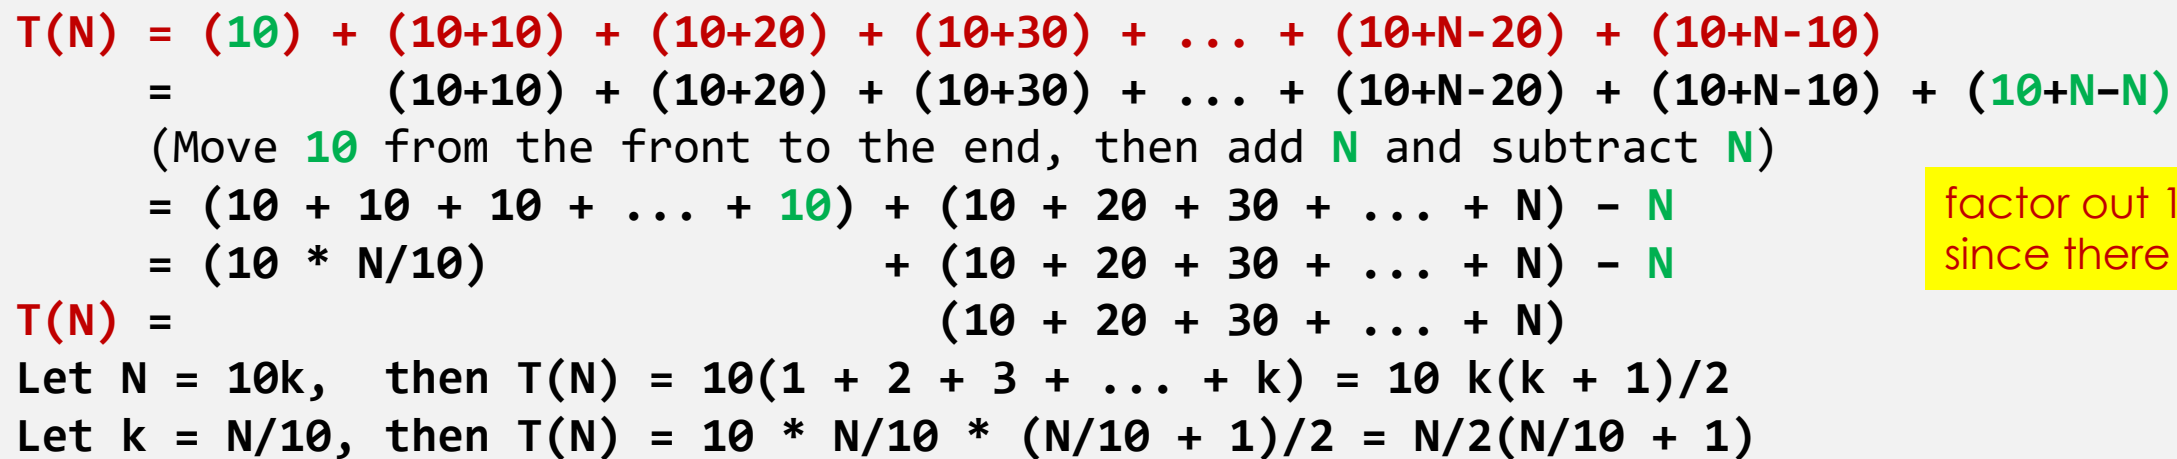 T(N) = (10) + (10+10) + (10+20) + (10+30) + ... + (10+N-20) + (10+N-10)
= (10+10) + (10+20) + (10+30) + ... + (10+N-20) + (10+N-10) + (10+N−N)
(Move 10 from the front to the end, then add N and subtract N)
= (10 + 10 + 10 + ... + 10) + (10 + 20 + 30 + ... + N) − N
= (10 * N/10) + (10 + 20 + 30 + ... + N) − N
T(N) = (10 + 20 + 30 + ... + N)
Let N = 10k, then T(N) = 10(1 + 2 + 3 + ... + k) = 10 k(k + 1)/2
Let k = N/10, then T(N) = 10 * N/10 * (N/10 + 1)/2 = N/2(N/10 + 1)
factor out
since there